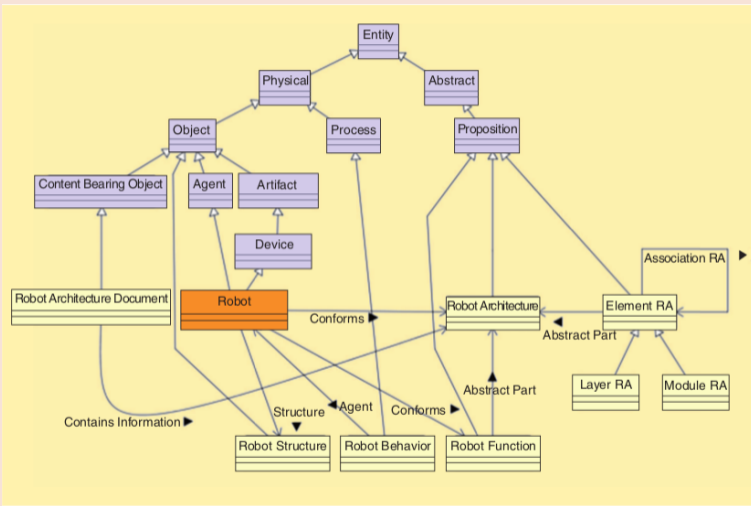 Entity
Physical
Abstract
Object
Process
Proposition
Content Bearing Object
Agent
Artifact
Device
Association RA
Robot Architecture Document
Robot
Robot Architecture
Element RA
Conforms
Abstract Part
Layer RA
Module RA
Abstract Part
Structure
Agent
Conforms
Contains Information
Robot Structure
Robot Behavior
Robot Function